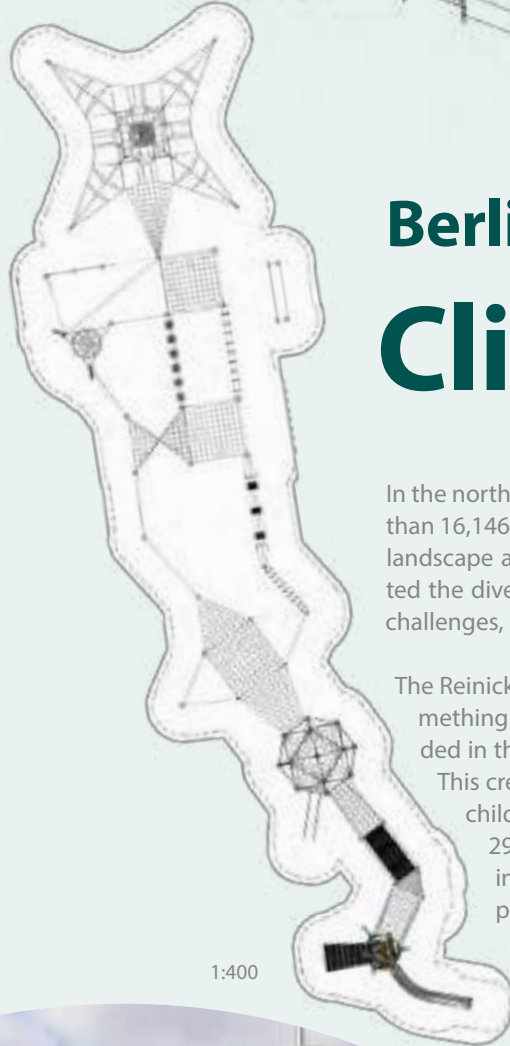 Berli
Cli
In the north
than 16,146
landscape a
ted the dive
challenges,
The Reinick
mething
ded in th
This cre
child
29
in
p
1:400